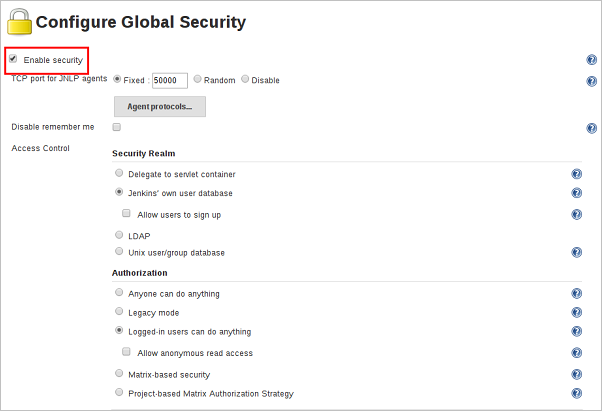 Configure Global Security
Enable security
TCP port for JNLP agents Fixed : 50000 Random Disable
Agent protocols...
Disable remember me
Access Control Security Realm
Delegate to servlet container
Jenkins' own user database
Allow users to sign up
LDAP
Unix user/group database
Authorization
Anyone can do anything
Legacy mode
Logged-in users can do anything
Allow anonymous read access
Matrix-based security
Project-based Matrix Authorization Strategy